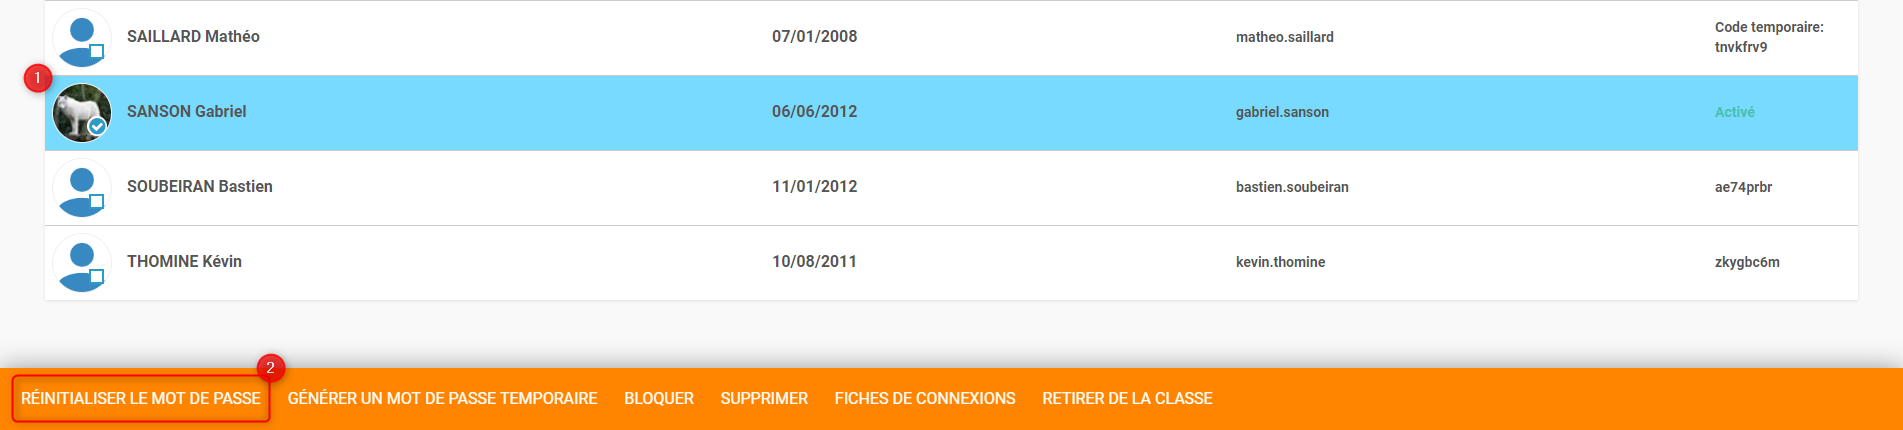 SAILLARD Mathéo 07/01/2008 matheo.saillard Code temporaire:
tnvkfrv9
1
SANSON Gabriel 06/06/2012 gabriel.sanson Activé
SOUBEIRAN Bastien 11/01/2012 bastien.soubeiran ae74prbr
THOMINE Kévin 10/08/2011 kevin.thomine zkygbc6m
2
RÉINITIALISER LE MOT DE PASSE GÉNÉRER UN MOT DE PASSE TEMPORAIRE BLOQUER SUPPRIMER FICHES DE CONNEXIONS RETIRER DE LA CLASSE